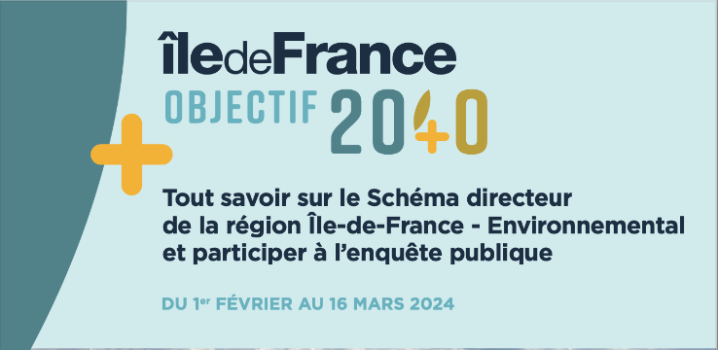 îledeFrance
OBJECTIF 2040
Tout savoir sur le Schéma directeur
de la région Île-de-France - Environnemental
et participer à l’enquête publique
DU 1er FÉVRIER AU 16 MARS 2024